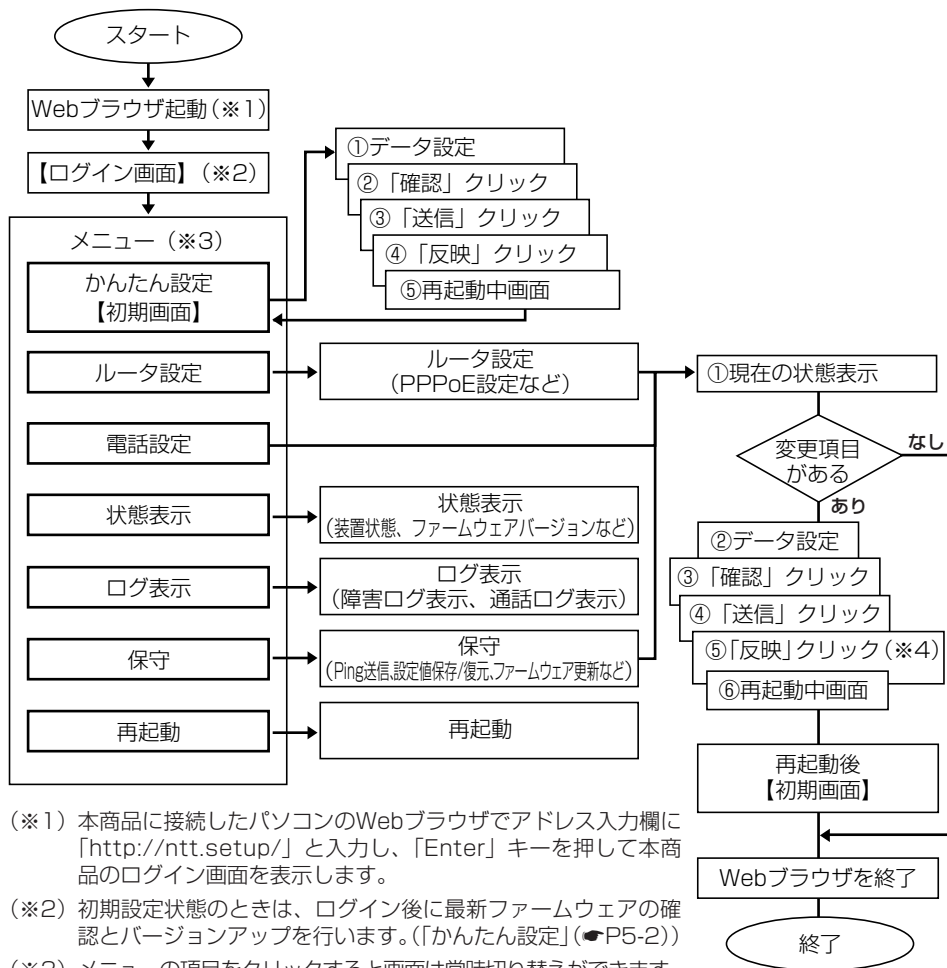 スタート
Webブラウザ起動(※1)
【ログイン画面】(※2)
メニュー(※3)
かんたん設定
【初期画面】
①データ設定
②「確認」クリック
③「送信」クリック
④「反映」クリック
⑤再起動中画面
ルータ設定
ルータ設定
(PPPoE設定など)
電話設定
状態表示
状態表示
(装置状態、ファームウェアバージョンなど)
ログ表示
ログ表示
(障害ログ表示、通話ログ表示)
保守
保守
(Ping送信、設定値保存/復元、ファームウェア更新など)
再起動
再起動
①現在の状態表示
変更項目
がある
なし
あり
②データ設定
③「確認」クリック
④「送信」クリック
⑤「反映」クリック(※4)
⑥再起動中画面
再起動後
【初期画面】
Webブラウザを終了
終了
(※1) 本商品に接続したパソコンのWebブラウザでアドレス入力欄に
「http://ntt.setup/」と入力し、「Enter」キーを押して本商
品のログイン画面を表示します。
(※2) 初期設定状態のときは、ログイン後に最新ファームウェアの確
認とバージョンアップを行います。(「かんたん設定」(☛P5-2))